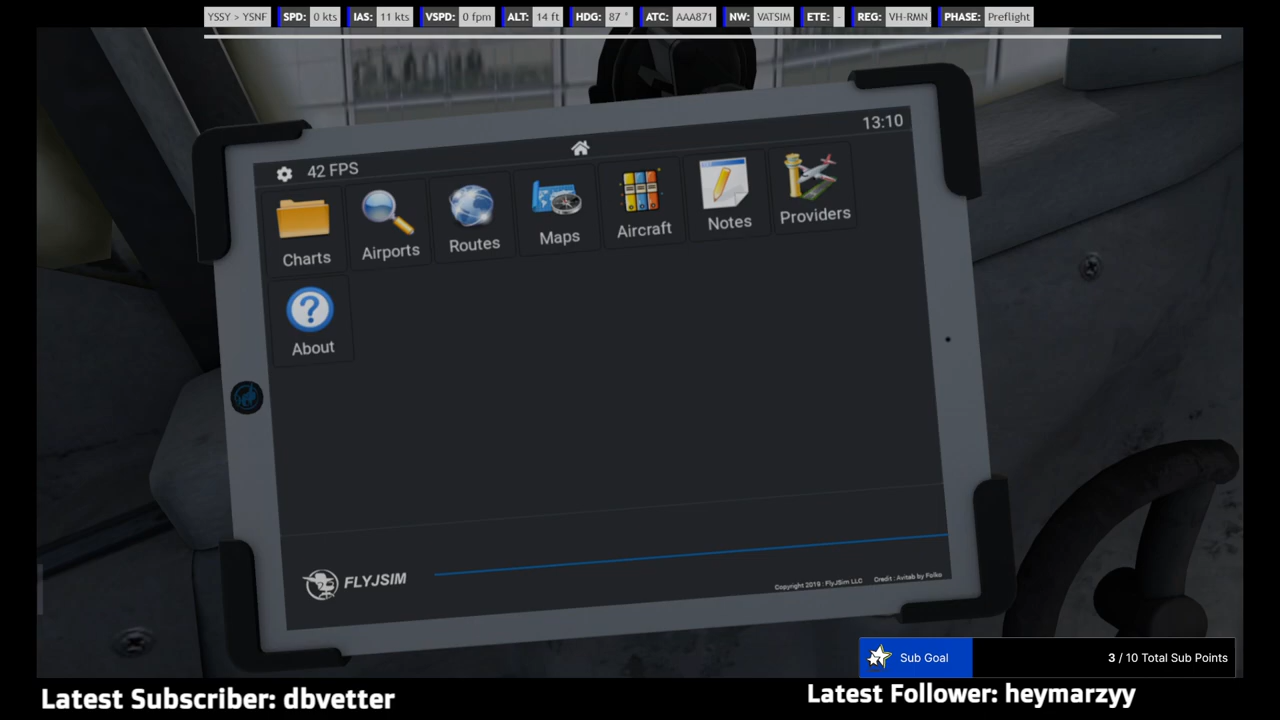 YSSY > YSNF SPD: 0 kts IAS: 11 kts VSPD: 0 fpm ALT: 14 ft HDG: 87 ° ATC: AAA871 NW: VATSIM ETE: - REG: VH-RMN PHASE: Preflight
42 FPS 13:10
Charts Airports Routes Maps Aircraft Notes Providers
About
FLYJSIM
Copyright 2019 : FlyJSim LLC Credit : Avitab by Folko
Sub Goal 3 / 10 Total Sub Points
Latest Subscriber: dbvetter
Latest Follower: heymarzyy